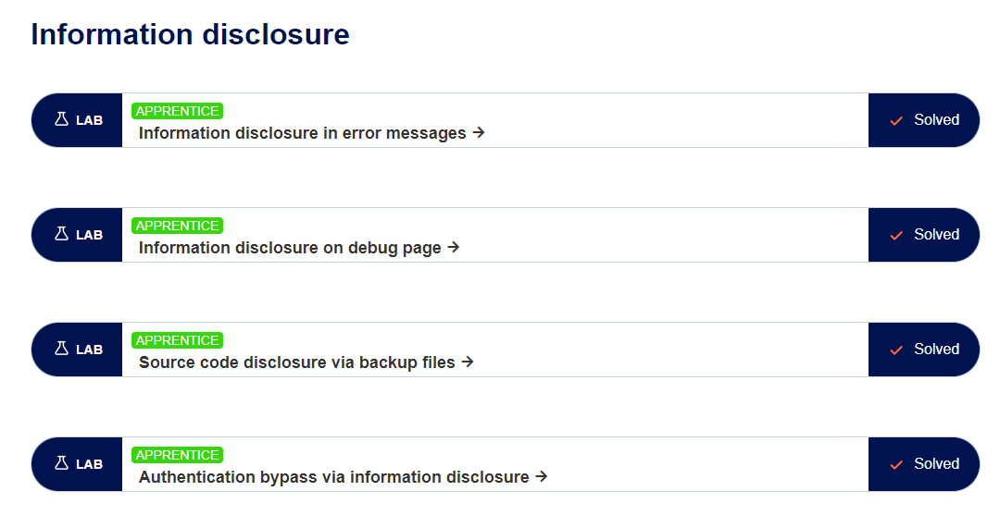 Information disclosure
LAB
APPRENTICE
Information disclosure in error messages →
Solved
LAB
APPRENTICE
Information disclosure on debug page →
Solved
LAB
APPRENTICE
Source code disclosure via backup files →
Solved
LAB
APPRENTICE
Authentication bypass via information disclosure →
Solved